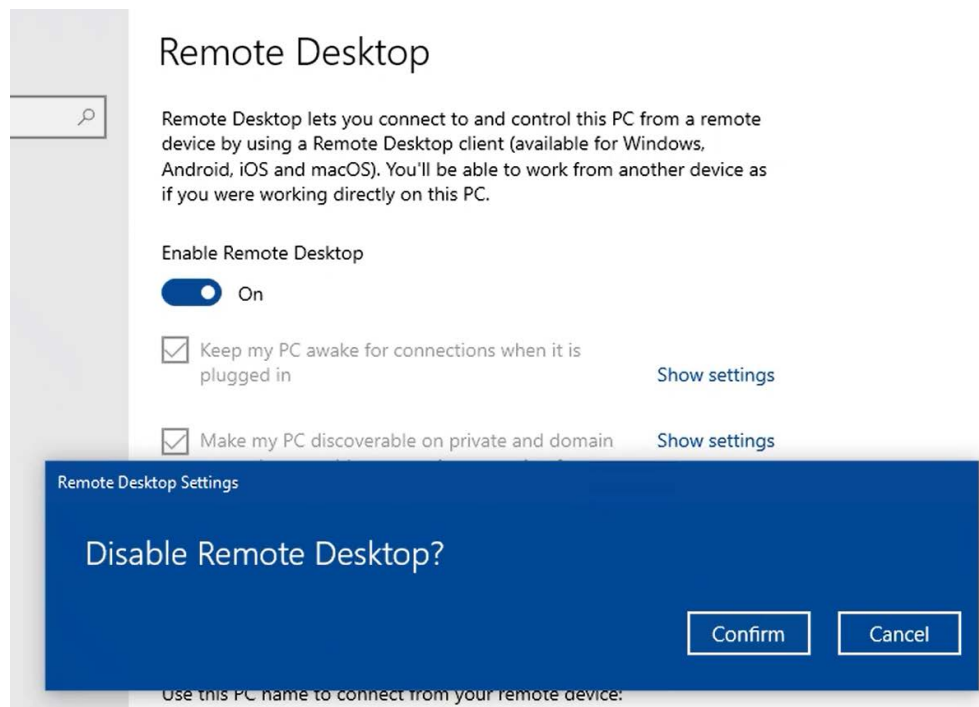 Remote Desktop
Remote Desktop lets you connect to and control this PC from a remote
device by using a Remote Desktop client (available for Windows,
Android, iOS and macOS). You'll be able to work from another device as
if you were working directly on this PC.
Enable Remote Desktop
On
Keep my PC awake for connections when it is
plugged in
Show settings
Make my PC discoverable on private and domain
Show settings
Remote Desktop Settings
Disable Remote Desktop?
Confirm
Cancel
Use this PC name to connect from your remote device: